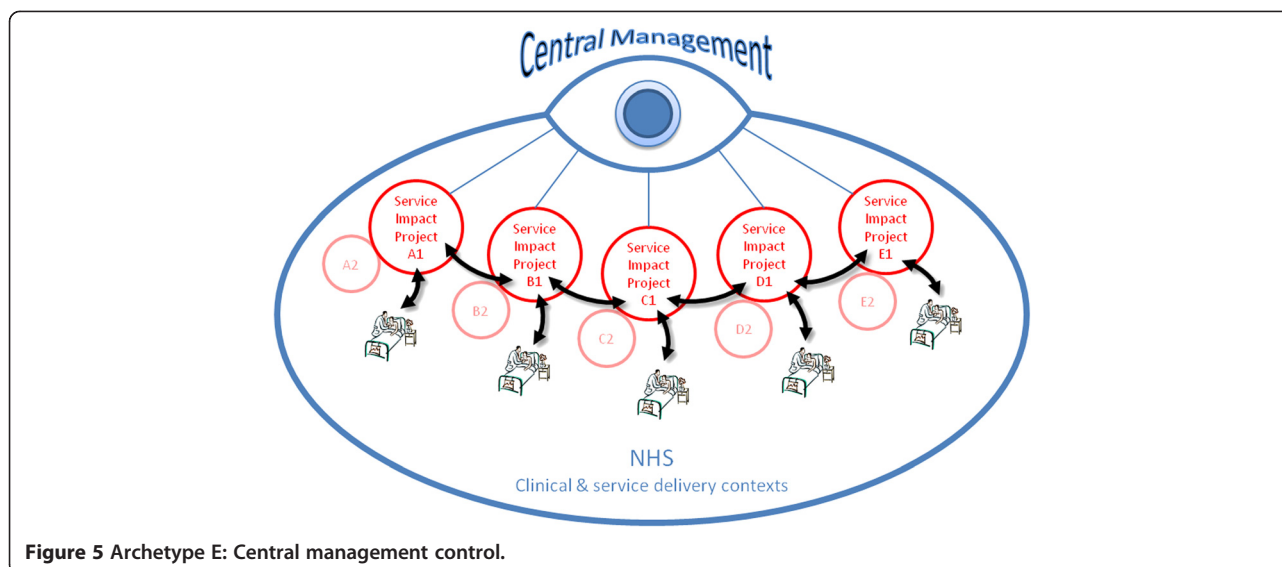 Central Management
Service
Impact
Project
A1
Service
Impact
Project
B1
Service
Impact
Project
C1
Service
Impact
Project
D1
Service
Impact
Project
E1
A2
B2
C2
D2
E2
NHS
Clinical & service delivery contexts
Figure 5 Archetype E: Central management control.